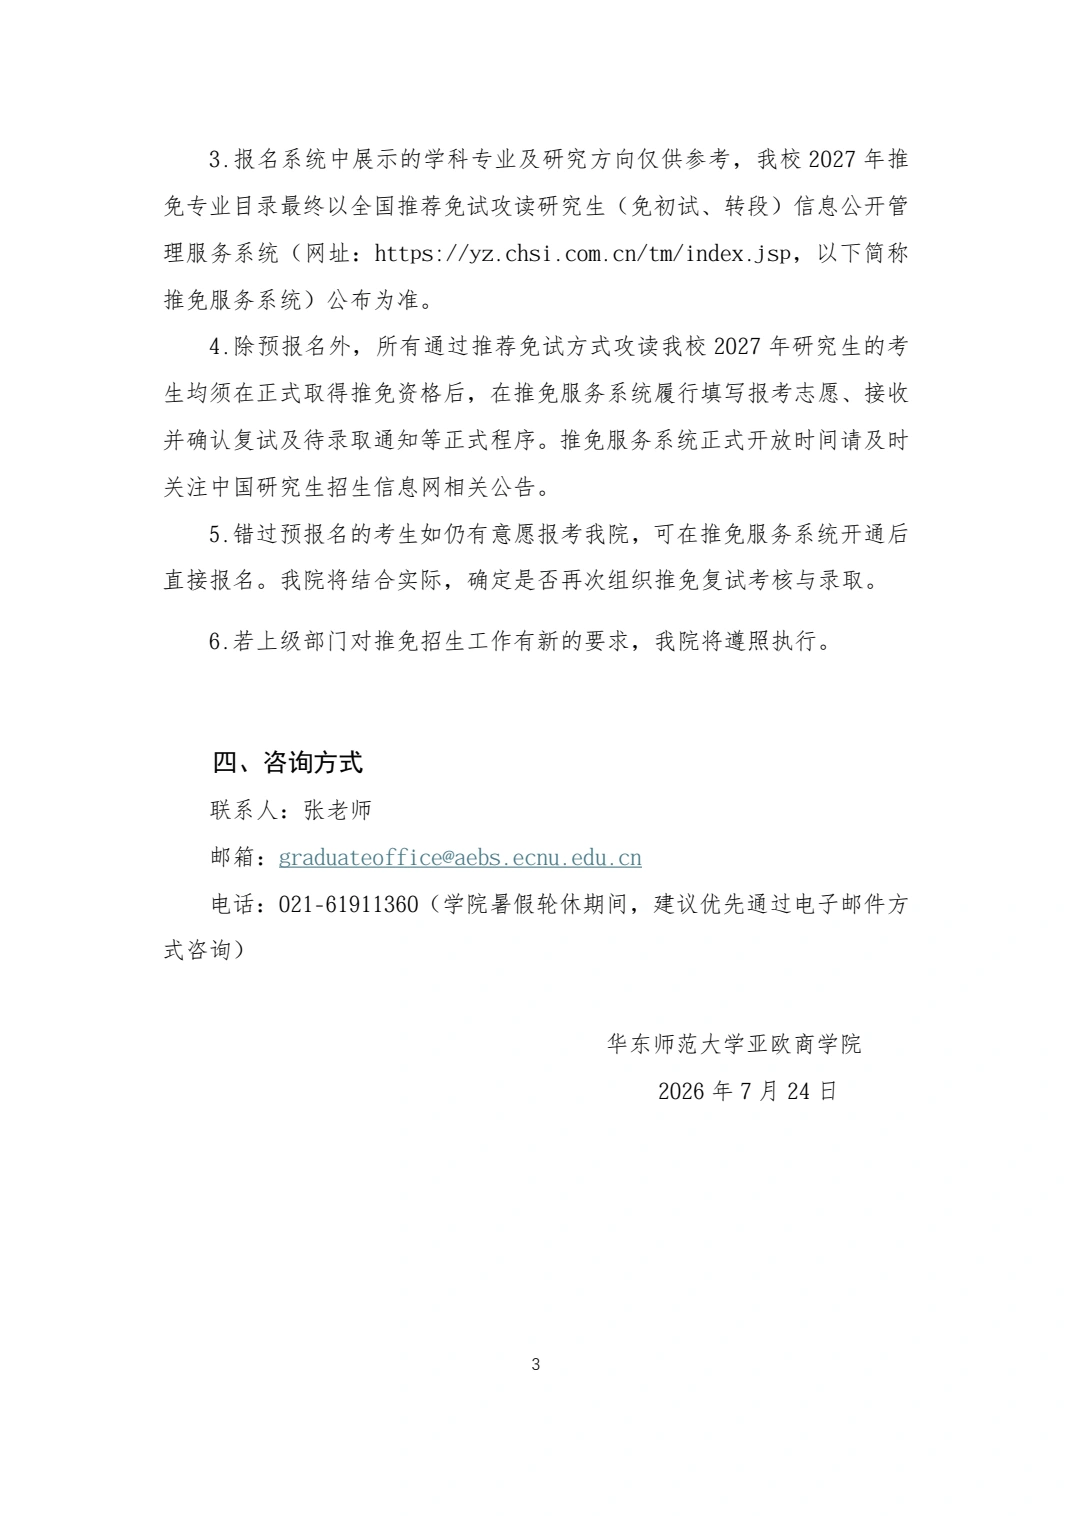 3.报名系统中展示的学科专业及研究方向仅供参考，我校 2027 年推
免专业目录最终以全国推荐免试攻读研究生（免初试、转段）信息公开管
理服务系统（网址：https://yz.chsi.com.cn/tm/index.jsp，以下简称
推免服务系统）公布为准。
4.除预报名外，所有通过推荐免试方式攻读我校 2027 年研究生的考
生均须在正式取得推免资格后，在推免服务系统履行填写报考志愿、接收
并确认复试及待录取通知等正式程序。推免服务系统正式开放时间请及时
关注中国研究生招生信息网相关公告。
5.错过预报名的考生如仍有意愿报考我院，可在推免服务系统开通后
直接报名。我院将结合实际，确定是否再次组织推免复试考核与录取。
6.若上级部门对推免招生工作有新的要求，我院将遵照执行。
四、咨询方式
联系人：张老师
邮箱：graduateoffice@aebs.ecnu.edu.cn
电话：021-61911360（学院暑假轮休期间，建议优先通过电子邮件方
式咨询）
华东师范大学亚欧商学院
2026 年 7 月 24 日
3